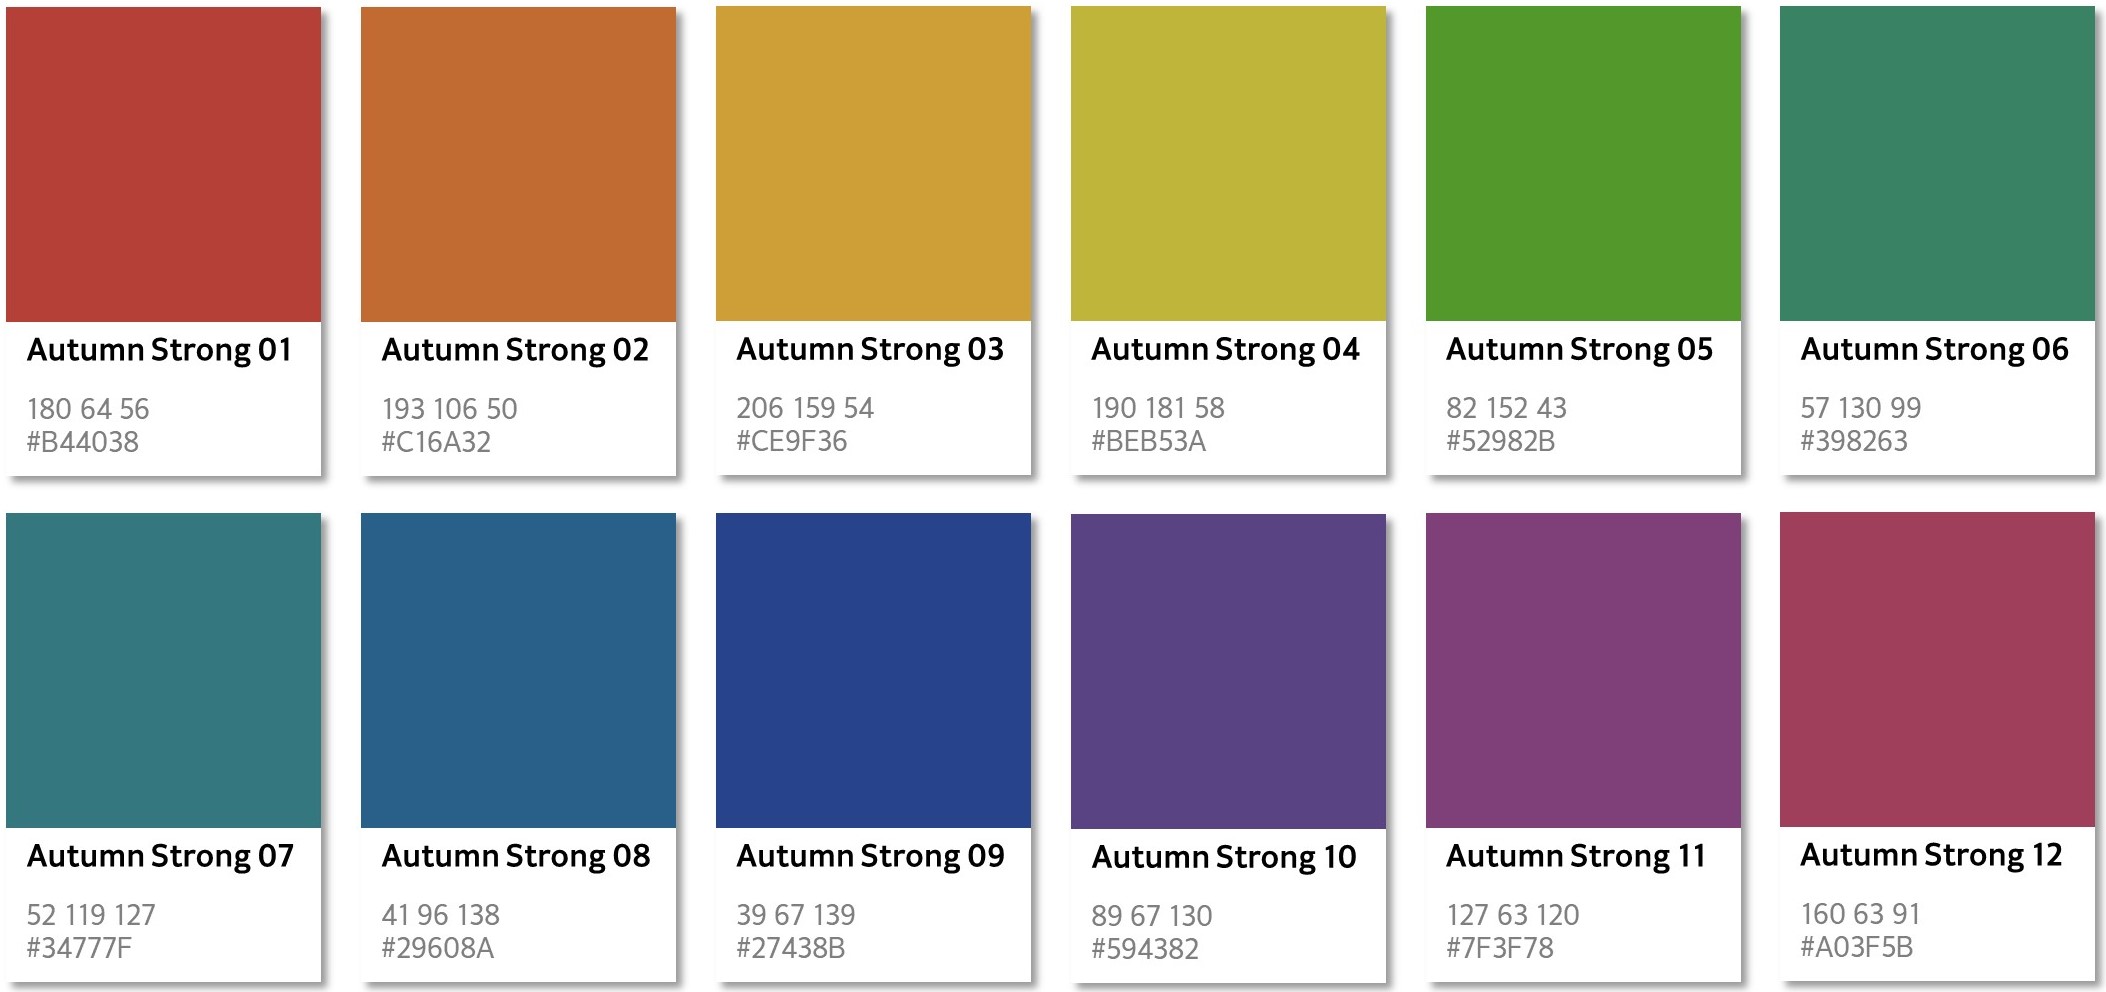 Autumn Strong 01
180 64 56
#B44038
Autumn Strong 02
193 106 50
#C16A32
Autumn Strong 03
206 159 54
#CE9F36
Autumn Strong 04
190 181 58
#BEB53A
Autumn Strong 05
82 152 43
#52982B
Autumn Strong 06
57 130 99
#398263
Autumn Strong 07
52 119 127
#34777F
Autumn Strong 08
41 96 138
#29608A
Autumn Strong 09
39 67 139
#27438B
Autumn Strong 10
89 67 130
#594382
Autumn Strong 11
127 63 120
#7F3F78
Autumn Strong 12
160 63 91
#A03F5B